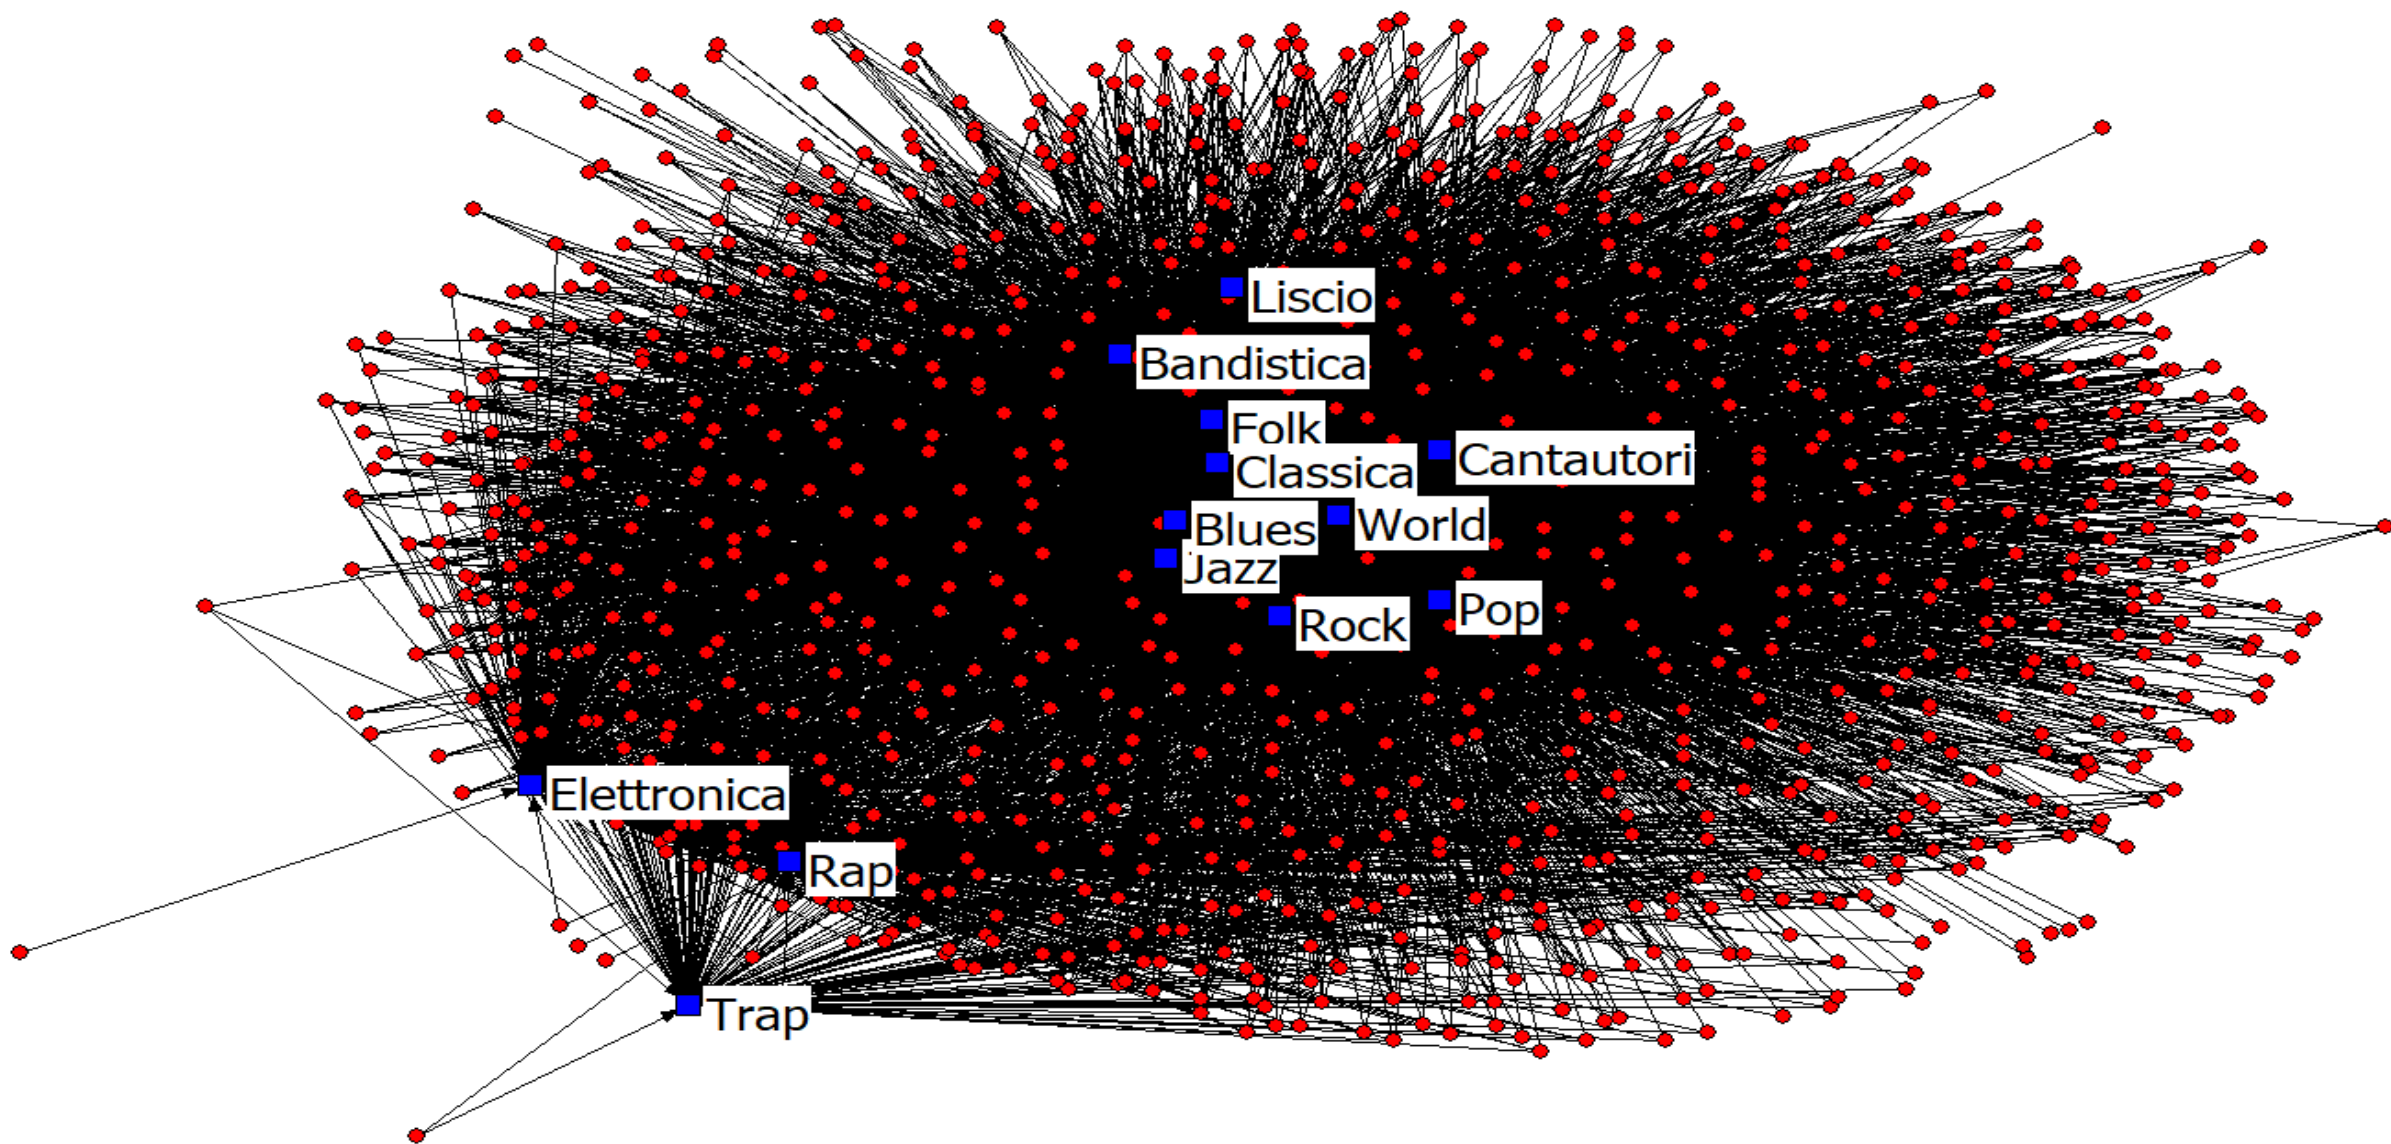 Liscio
Bandistica
Folk
Cantautori
Classica
World
Blues
Jazz
Pop
Rock
Elettronica
Rap
Trap